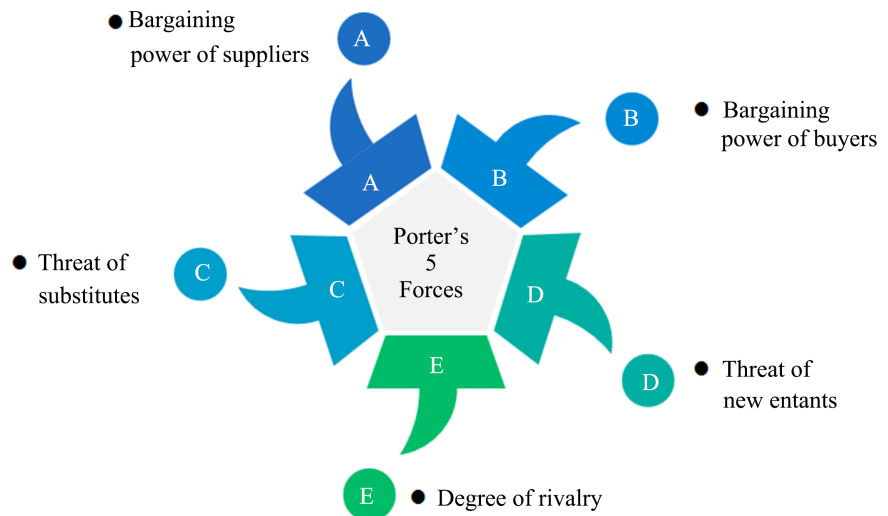 ● Bargaining
power of suppliers
A
B
● Bargaining
power of buyers
A
B
Porter’s
5
Forces
● Threat of
substitutes
C
C
D
D
● Threat of
new entants
E
E
● Degree of rivalry